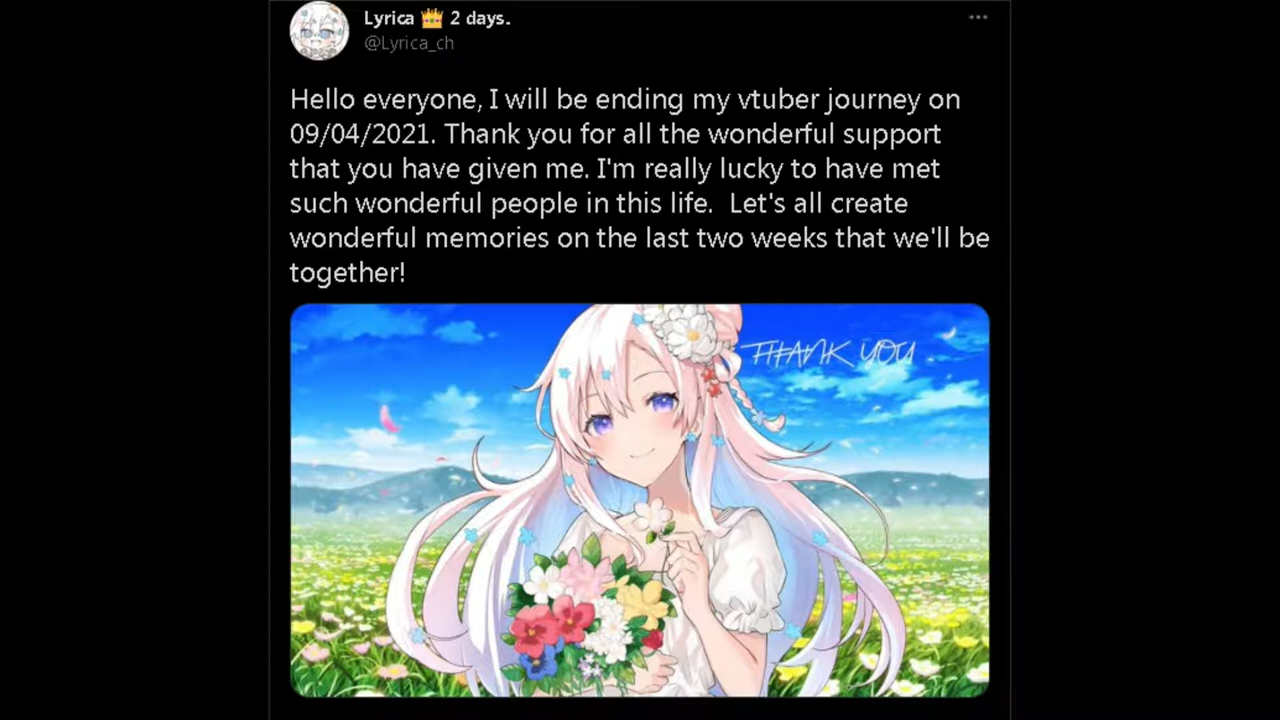 Lyrica 👑 2 days.
@Lyrica_ch
Hello everyone, I will be ending my vtuber journey on
09/04/2021. Thank you for all the wonderful support
that you have given me. I'm really lucky to have met
such wonderful people in this life.  Let's all create
wonderful memories on the last two weeks that we'll be
together!
THANK YOU